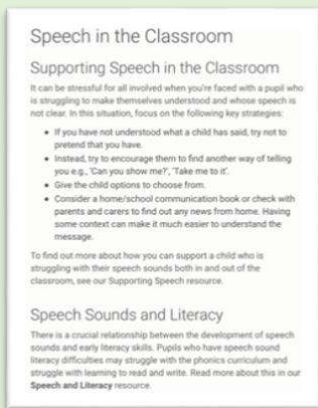 Speech in the Classroom
Supporting Speech in the Classroom
It can be stressful for all involved when you're faced with a pupil who
is struggling to make themselves understood and whose speech is
not clear. In this situation, focus on the following key strategies:
• If you have not understood what a child has said, try not to
pretend that you have.
• Instead, try to encourage them to find another way of telling
you e.g., 'Can you show me?', 'Take me to it'.
• Give the child options to choose from.
• Consider a home/school communication book or check with
parents and carers to find out any news from home. Having
some context can make it much easier to understand the
message.
To find out more about how you can support a child who is
struggling with their speech sounds both in and out of the
classroom, see our Supporting Speech resource.
Speech Sounds and Literacy
There is a crucial relationship between the development of speech
sounds and early literacy skills. Pupils who have speech sound
literacy difficulties may struggle with the phonics curriculum and
struggle with learning to read and write. Read more about this in our
Speech and Literacy resource.